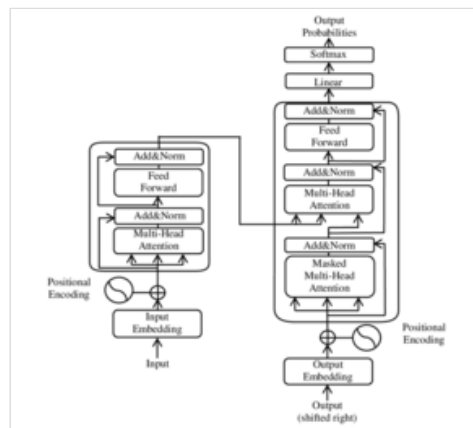 Output
Probabilities
Softmax
Linear
Add&Norm
Feed
Forward
Add&Norm
Multi-Head
Attention
Add&Norm
Masked
Multi-Head
Attention
Positional
Encoding
Output
Embedding
Output
(shifted right)
Add&Norm
Feed
Forward
Add&Norm
Multi-Head
Attention
Positional
Encoding
Input
Embedding
Input